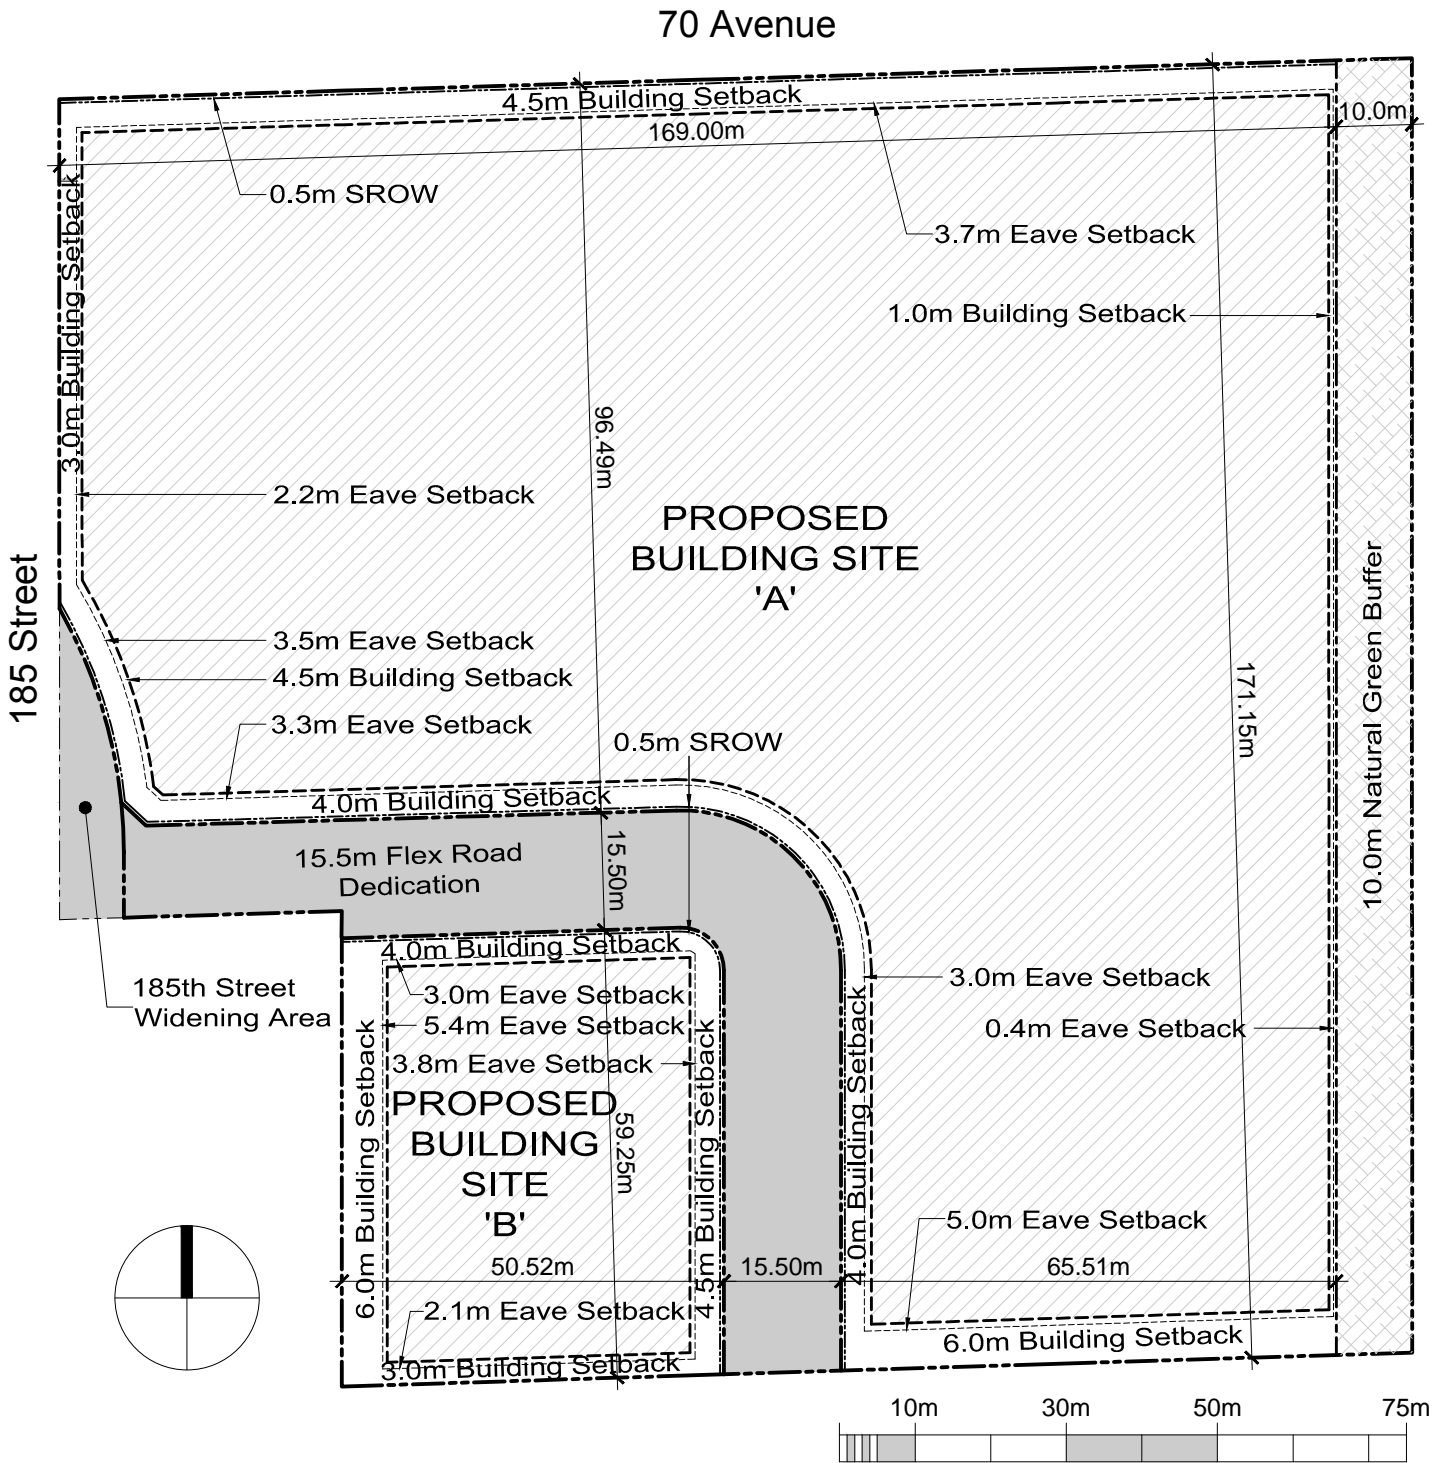 70 Avenue
4.5m Building Setback
169.00m
10.0m
0.5m SROW
3.7m Eave Setback
3.0m Building Setback
1.0m Building Setback
96.49m
2.2m Eave Setback
PROPOSED
BUILDING SITE
'A'
185 Street
10.0m Natural Green Buffer
3.5m Eave Setback
4.5m Building Setback
171.15m
3.3m Eave Setback
0.5m SROW
4.0m Building Setback
15.5m Flex Road
Dedication
15.50m
4.0m Building Setback
185th Street
Widening Area
3.0m Eave Setback
3.0m Eave Setback
5.4m Eave Setback
0.4m Eave Setback
3.8m Eave Setback
6.0m Building Setback
4.5m Building Setback
4.0m Building Setback
PROPOSED
BUILDING
SITE
'B'
59.25m
5.0m Eave Setback
50.52m
15.50m
65.51m
2.1m Eave Setback
6.0m Building Setback
3.0m Building Setback
10m
30m
50m
75m